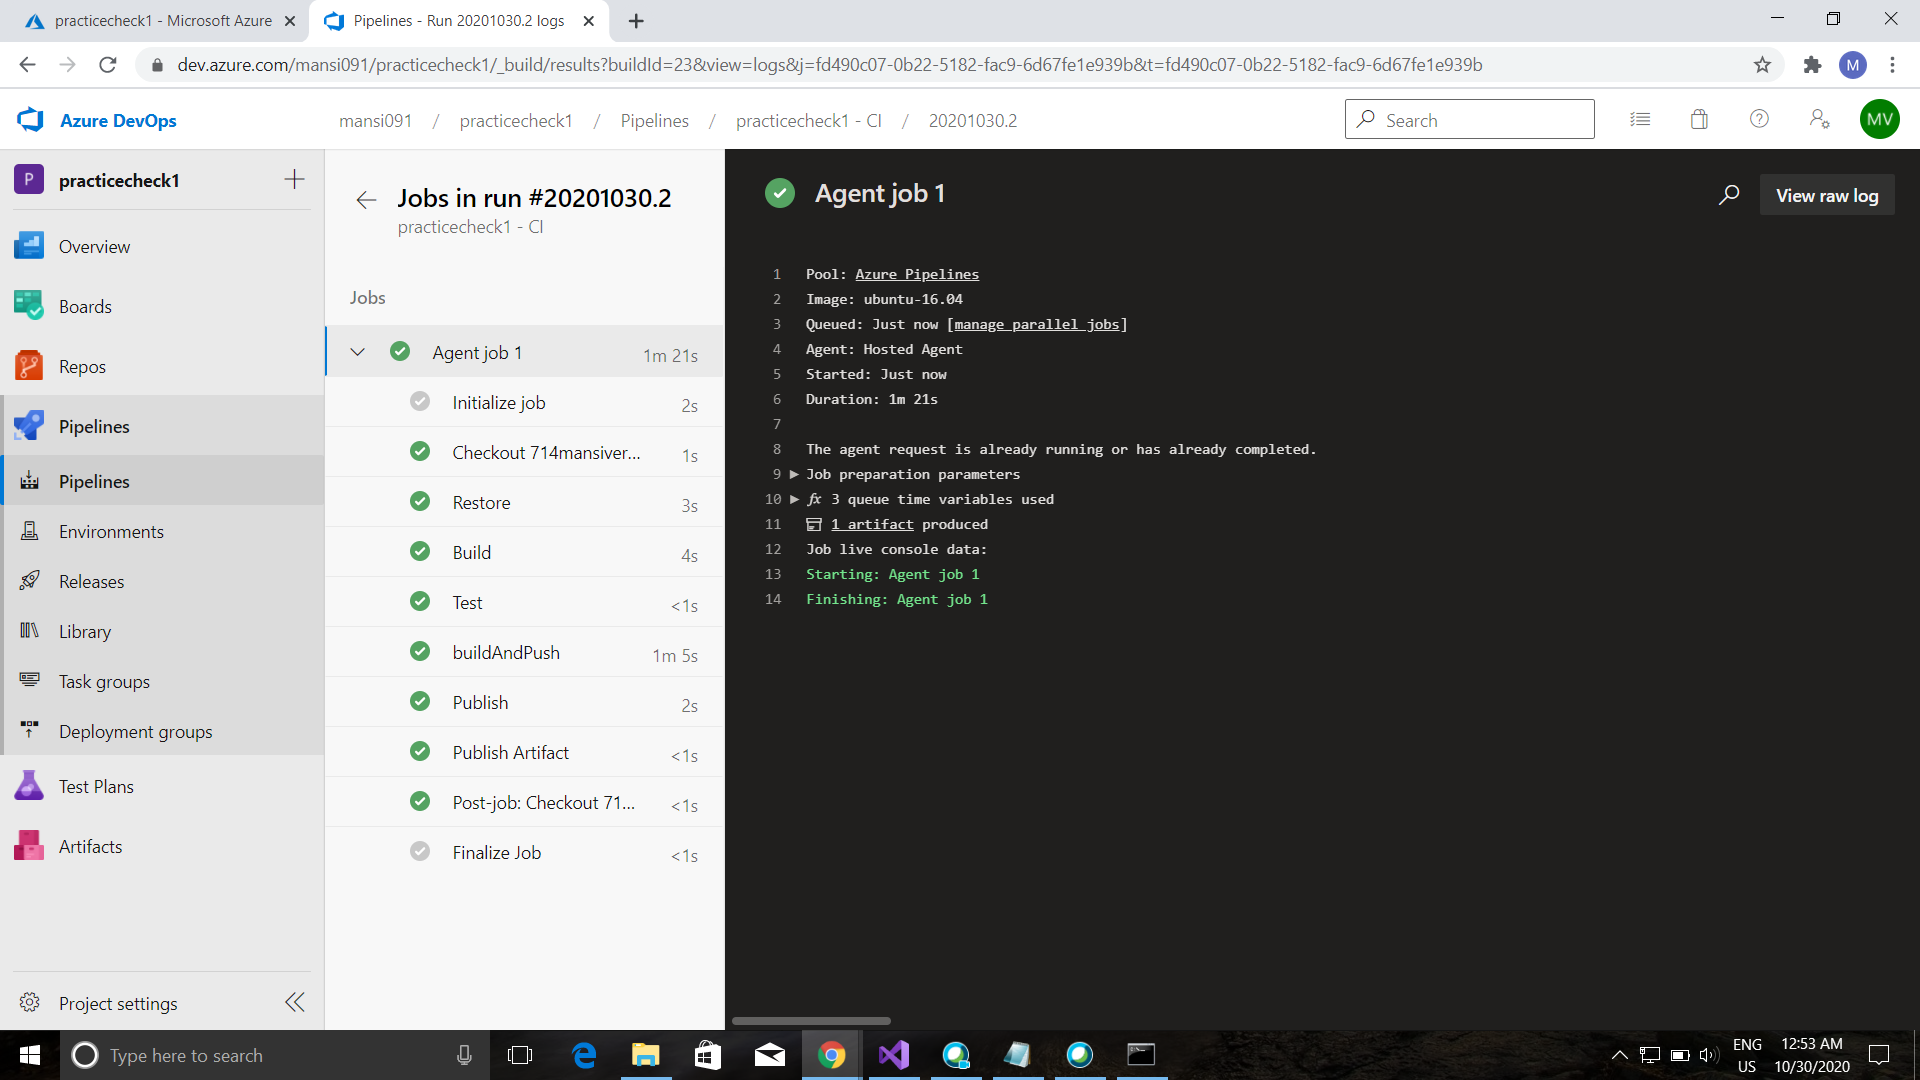 practicecheck1 - Microsoft Azure
Pipelines - Run 20201030.2 logs
dev.azure.com/mansi091/practicecheck1/_build/results?buildId=23&view=logs&j=fd490c07-0b22-5182-fac9-6d67fe1e939b&t=fd490c07-0b22-5182-fac9-6d67fe1e939b
M
Azure DevOps
mansi091 / practicecheck1 / Pipelines / practicecheck1 - CI / 20201030.2
Search
MV
P practicecheck1
Overview
Boards
Repos
Pipelines
Pipelines
Environments
Releases
Library
Task groups
Deployment groups
Test Plans
Artifacts
Project settings
Jobs in run #20201030.2
practicecheck1 - CI
Jobs
Agent job 1 1m 21s
Initialize job 2s
Checkout 714mansiver... 1s
Restore 3s
Build 4s
Test <1s
buildAndPush 1m 5s
Publish 2s
Publish Artifact <1s
Post-job: Checkout 71... <1s
Finalize Job <1s
Agent job 1
View raw log
1 Pool: Azure Pipelines
2 Image: ubuntu-16.04
3 Queued: Just now [manage parallel jobs]
4 Agent: Hosted Agent
5 Started: Just now
6 Duration: 1m 21s
7
8 The agent request is already running or has already completed.
9 Job preparation parameters
10 fx 3 queue time variables used
11 1 artifact produced
12 Job live console data:
13 Starting: Agent job 1
14 Finishing: Agent job 1
Type here to search
ENG
US
12:53 AM
10/30/2020